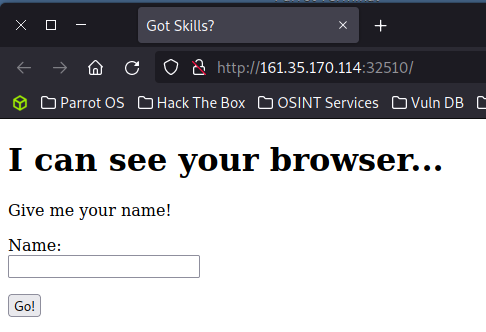 Got Skills?
http://161.35.170.114:32510/
Parrot OS Hack The Box OSINT Services Vuln DB
I can see your browser...
Give me your name!
Name:
Go!